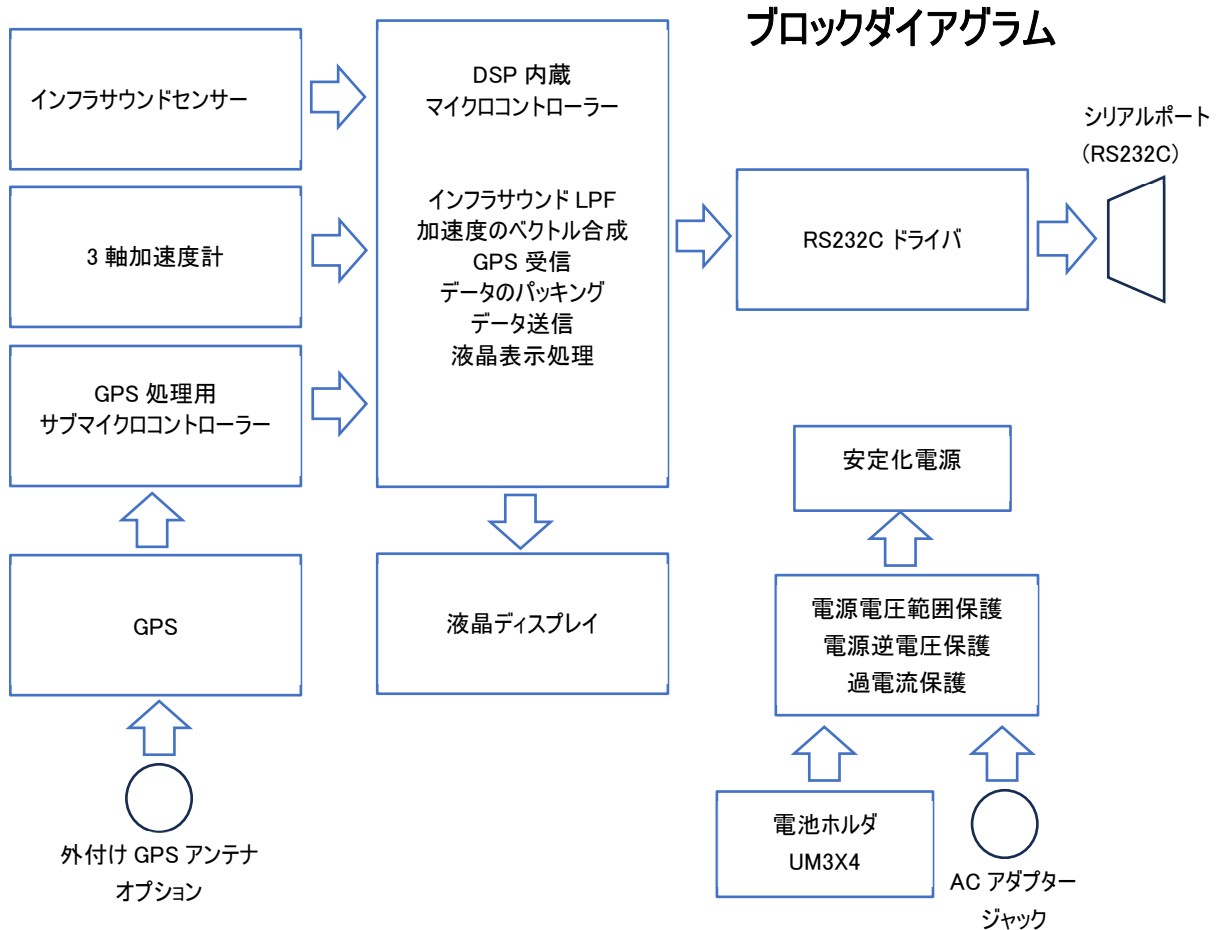 ブロックダイアグラム
インフラサウンドセンサー
DSP 内蔵
マイクロコントローラー
インフラサウンド LPF
加速度のベクトル合成
GPS 受信
データのパッキング
データ送信
液晶表示処理
シリアルポート
(RS232C)
3 軸加速度計
RS232C ドライバ
GPS 処理用
サブマイクロコントローラー
安定化電源
GPS
液晶ディスプレイ
電源電圧範囲保護
電源逆電圧保護
過電流保護
外付け GPS アンテナ
オプション
電池ホルダ
UM3X4
AC アダプター
ジャック